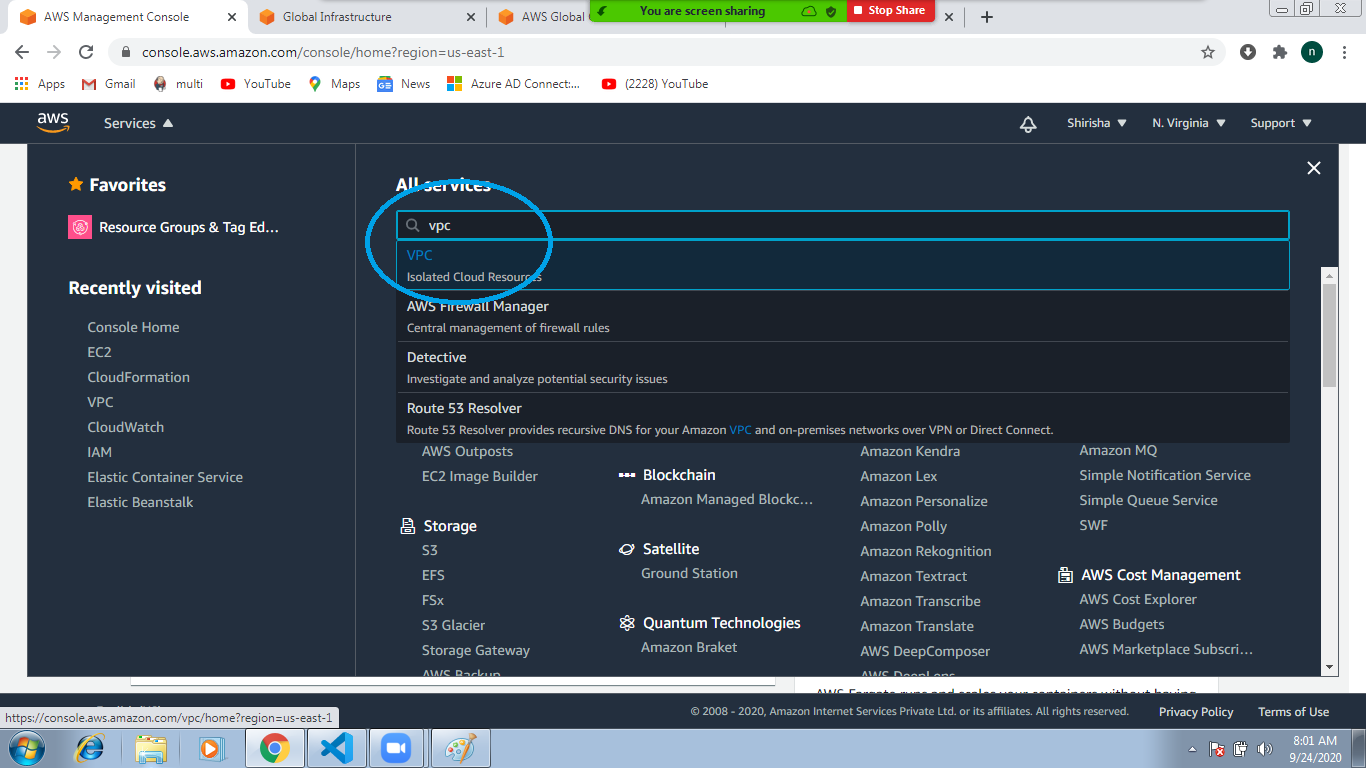 AWS Management Console
Global Infrastructure
AWS Global
You are screen sharing
Stop Share
console.aws.amazon.com/console/home?region=us-east-1
n
Apps
Gmail
multi
YouTube
Maps
News
Azure AD Connect:...
(2228) YouTube
aws
Services
Shirisha
N. Virginia
Support
Favorites
Resource Groups & Tag Ed...
Recently visited
Console Home
EC2
CloudFormation
VPC
CloudWatch
IAM
Elastic Container Service
Elastic Beanstalk
All services
vpc
VPC
Isolated Cloud Resources
AWS Firewall Manager
Central management of firewall rules
Detective
Investigate and analyze potential security issues
Route 53 Resolver
Route 53 Resolver provides recursive DNS for your Amazon VPC and on-premises networks over VPN or Direct Connect.
AWS Outposts
EC2 Image Builder
Storage
S3
EFS
FSx
S3 Glacier
Storage Gateway
AWS Backup
Blockchain
Amazon Managed Blockc...
Satellite
Ground Station
Quantum Technologies
Amazon Braket
Amazon Kendra
Amazon Lex
Amazon Personalize
Amazon Polly
Amazon Rekognition
Amazon Textract
Amazon Transcribe
Amazon Translate
AWS DeepComposer
AWS DeepLens
Amazon MQ
Simple Notification Service
Simple Queue Service
SWF
AWS Cost Management
AWS Cost Explorer
AWS Budgets
AWS Marketplace Subscri...
AWS Fargate runs and scales your containers without having
https://console.aws.amazon.com/vpc/home?region=us-east-1
© 2008 - 2020, Amazon Internet Services Private Ltd. or its affiliates. All rights reserved.
Privacy Policy
Terms of Use
8:01 AM
9/24/2020